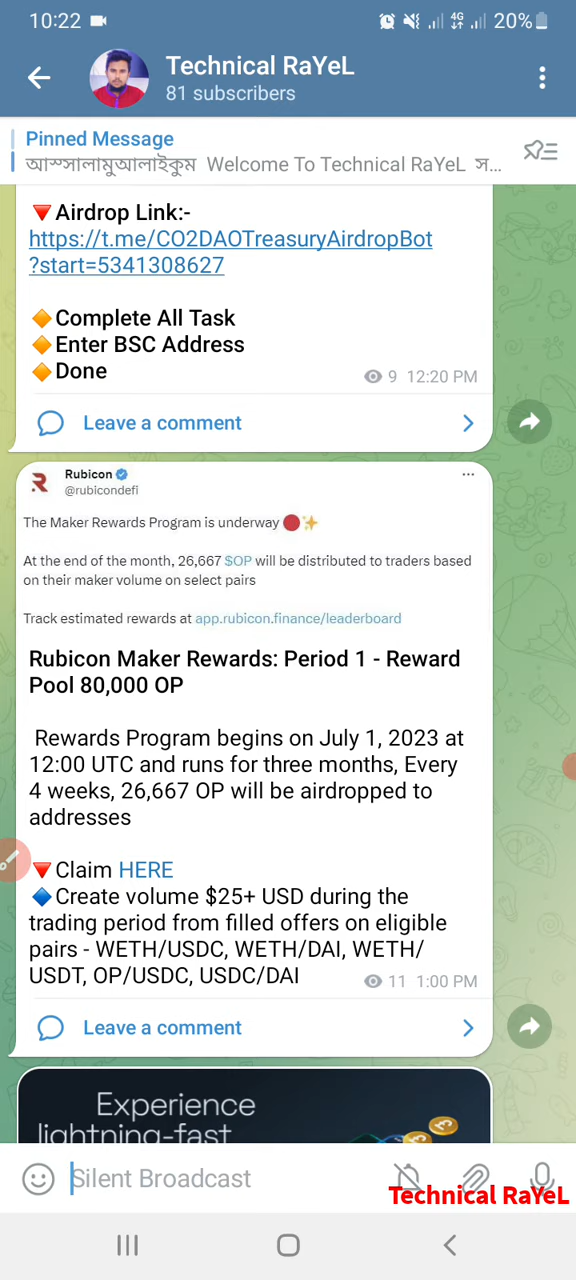 10:22
4G
20%
Technical RaYeL
81 subscribers
Pinned Message
আস্সালামুআলাইকুম Welcome To Technical RaYeL স...
Airdrop Link:-
https://t.me/CO2DAOTreasuryAirdropBot
?start=5341308627
Complete All Task
Enter BSC Address
Done
9 12:20 PM
Leave a comment
Rubicon
@rubicondefi
The Maker Rewards Program is underway
At the end of the month, 26,667 $OP will be distributed to traders based
on their maker volume on select pairs
Track estimated rewards at app.rubicon.finance/leaderboard
Rubicon Maker Rewards: Period 1 - Reward
Pool 80,000 OP
Rewards Program begins on July 1, 2023 at
12:00 UTC and runs for three months, Every
4 weeks, 26,667 OP will be airdropped to
addresses
Claim HERE
Create volume $25+ USD during the
trading period from filled offers on eligible
pairs - WETH/USDC, WETH/DAI, WETH/
USDT, OP/USDC, USDC/DAI
11 1:00 PM
Leave a comment
Experience
lightning-fast
Silent Broadcast
Technical RaYeL